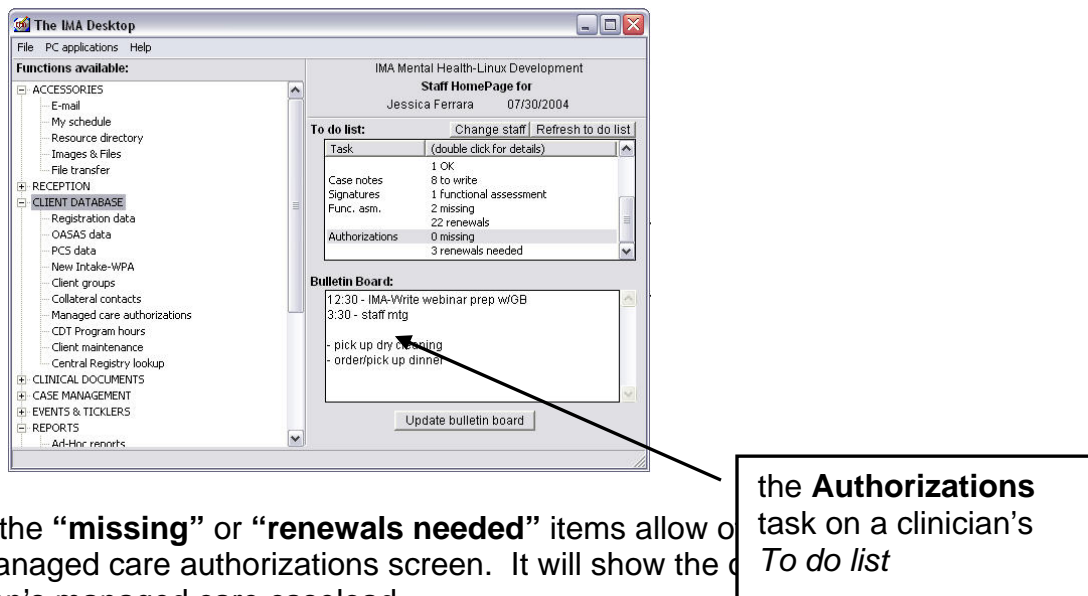 The IMA Desktop
File PC applications Help
Functions available:
ACCESSORIES
E-mail
My schedule
Resource directory
Images & Files
File transfer
RECEPTION
CLIENT DATABASE
Registration data
OASAS data
PCS data
New Intake-WPA
Client groups
Collateral contacts
Managed care authorizations
CDT Program hours
Client maintenance
Central Registry lookup
CLINICAL DOCUMENTS
CASE MANAGEMENT
EVENTS & TICKLERS
REPORTS
Ad-Hoc reports
IMA Mental Health-Linux Development
Staff HomePage for
Jessica Ferrara 07/30/2004
To do list: Change staff Refresh to do list
Task (double click for details)
1 OK
Case notes 8 to write
Signatures 1 functional assessment
Func. asm. 2 missing
22 renewals
Authorizations 0 missing
3 renewals needed
Bulletin Board:
12:30 - IMA-Write webinar prep w/GB
3:30 - staff mtg
- pick up dry cleaning
- order/pick up dinner
Update bulletin board
the Authorizations
task on a clinician's
To do list
the “missing” or “renewals needed” items allow
managed care authorizations screen. It will show the
managed care caseload